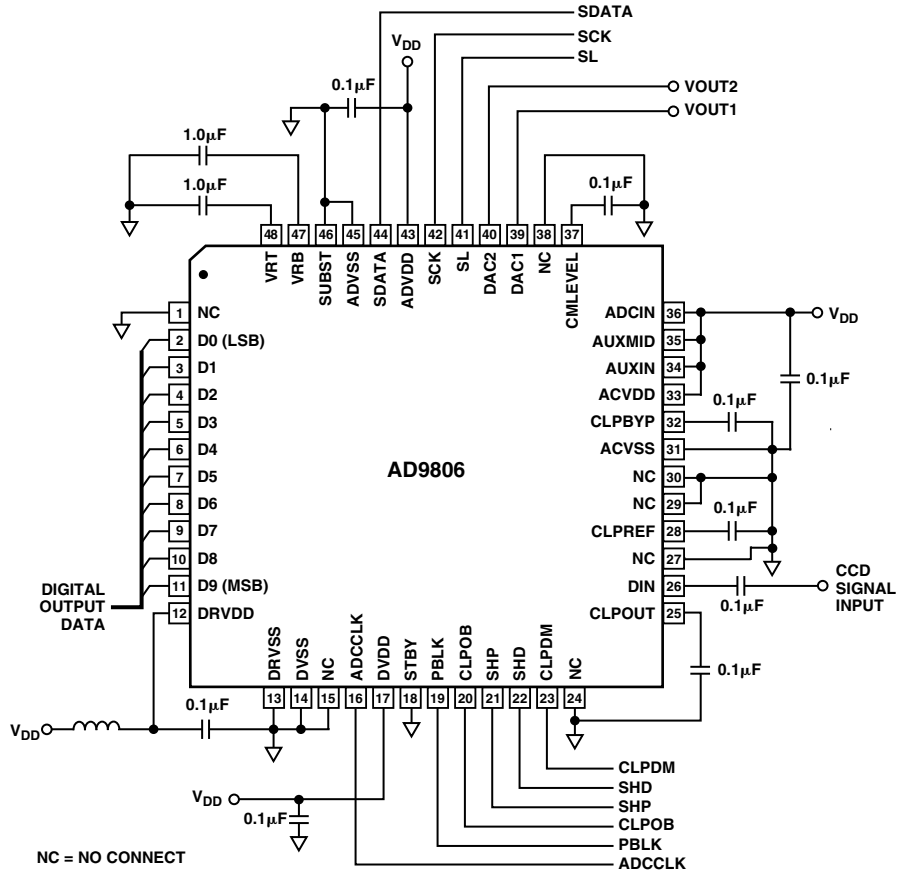 SDATA
SCK
SL
VDD
0.1μF
VOUT2
VOUT1
1.0μF
1.0μF
0.1μF
48 47 46 45 44 43 42 41 40 39 38 37
VRT
VRB
SUBST
ADVSS
SDATA
ADVDD
SCK
SL
DAC2
DAC1
NC
CMLEVEL
1 NC
2 D0 (LSB)
3 D1
4 D2
5 D3
6 D4
7 D5
8 D6
9 D7
10 D8
11 D9 (MSB)
12 DRVDD
DIGITAL
OUTPUT
DATA
AD9806
ADCIN 36
AUXMID 35
AUXIN 34
ACVDD 33
CLPBYP 32
ACVSS 31
NC 30
NC 29
CLPREF 28
NC 27
DIN 26
CLPOUT 25
VDD
0.1μF
0.1μF
0.1μF
0.1μF
CCD
SIGNAL
INPUT
0.1μF
DRVSS
DVSS
NC
ADCCLK
DVDD
STBY
PBLK
CLPOB
SHP
SHD
CLPDM
NC
13 14 15 16 17 18 19 20 21 22 23 24
VDD
0.1μF
VDD
0.1μF
CLPDM
SHD
SHP
CLPOB
PBLK
ADCCLK
NC = NO CONNECT